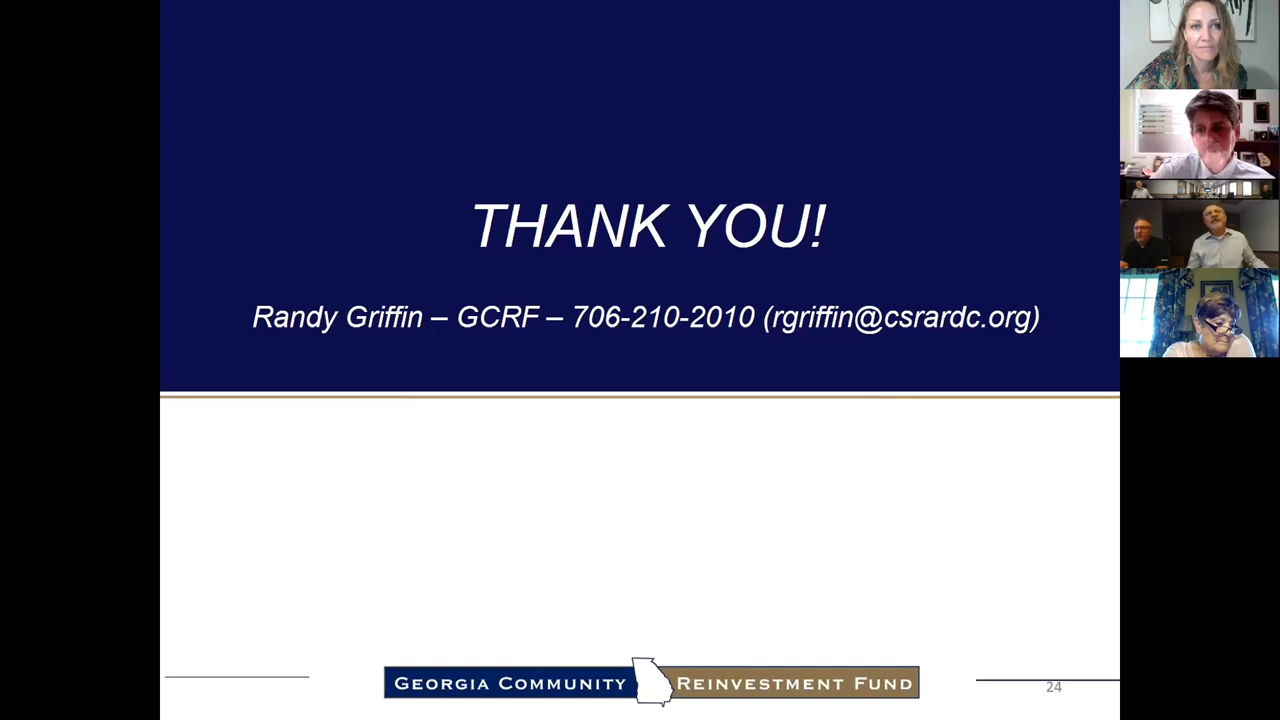 THANK YOU!
Randy Griffin – GCRF – 706-210-2010 (rgriffin@csrardc.org)
GEORGIA COMMUNITY REINVESTMENT FUND
24